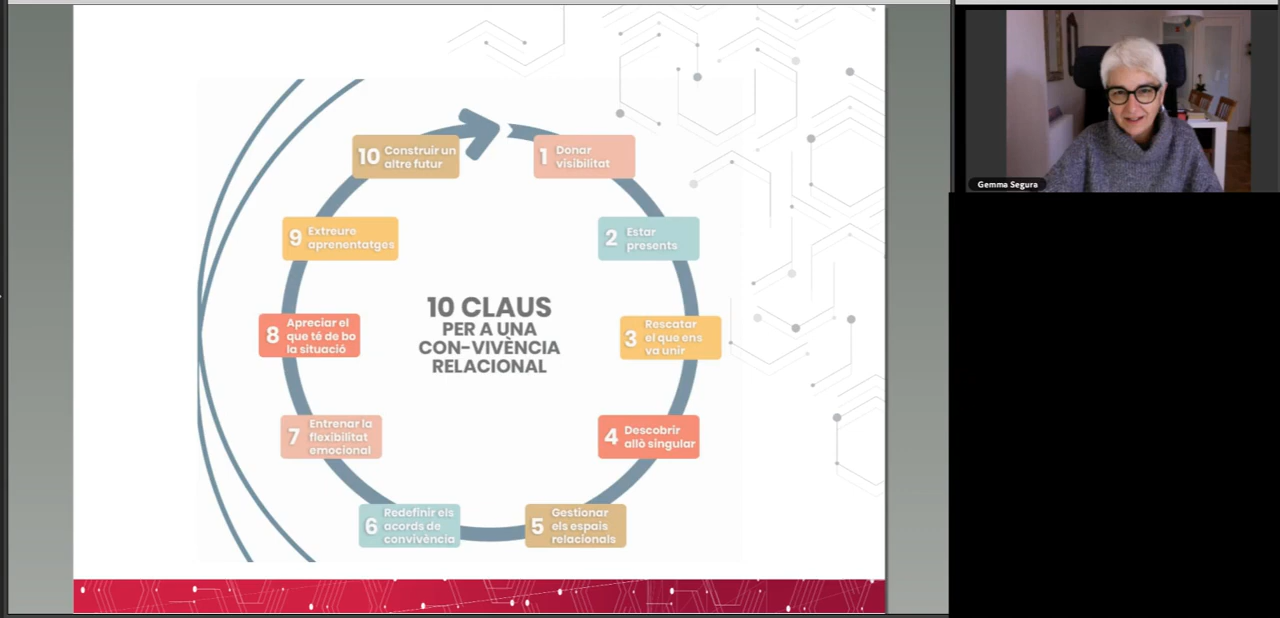 10 CLAUS
PER A UNA
CON-VIVÈNCIA
RELACIONAL
1 Donar
visibilitat
2 Estar
presents
3 Rescatar
el que ens
va unir
4 Descobrir
allò singular
5 Gestionar
els espais
relacionals
6 Redefinir els
acords de
convivència
7 Entrenar la
flexibilitat
emocional
8 Apreciar el
que té de bo
la situació
9 Extreure
aprenentatges
10 Construir un
altre futur
Gemma Segura